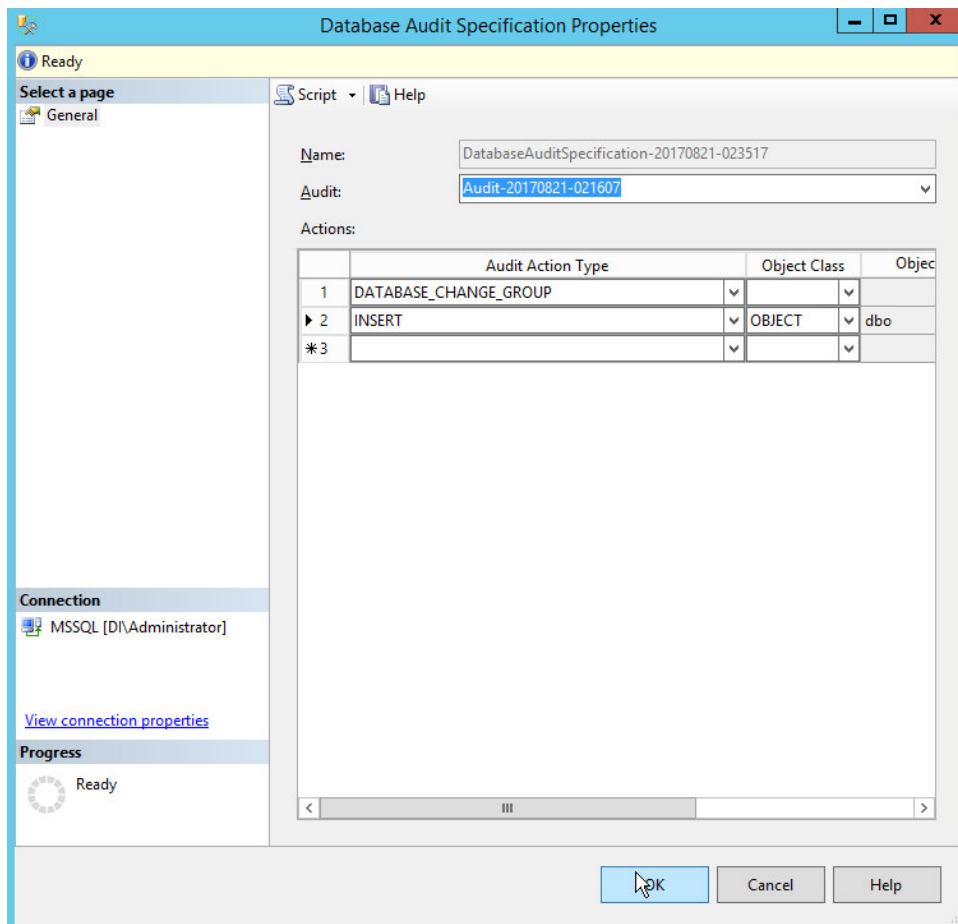 Database Audit Specification Properties
Ready
Select a page
General
Script
Help
Name:
DatabaseAuditSpecification-20170821-023517
Audit:
Audit-20170821-021607
Actions:
Audit Action Type Object Class Objec
1 DATABASE_CHANGE_GROUP
2 INSERT OBJECT dbo
*3
Connection
MSSQL [DI\Administrator]
View connection properties
Progress
Ready
OK Cancel Help